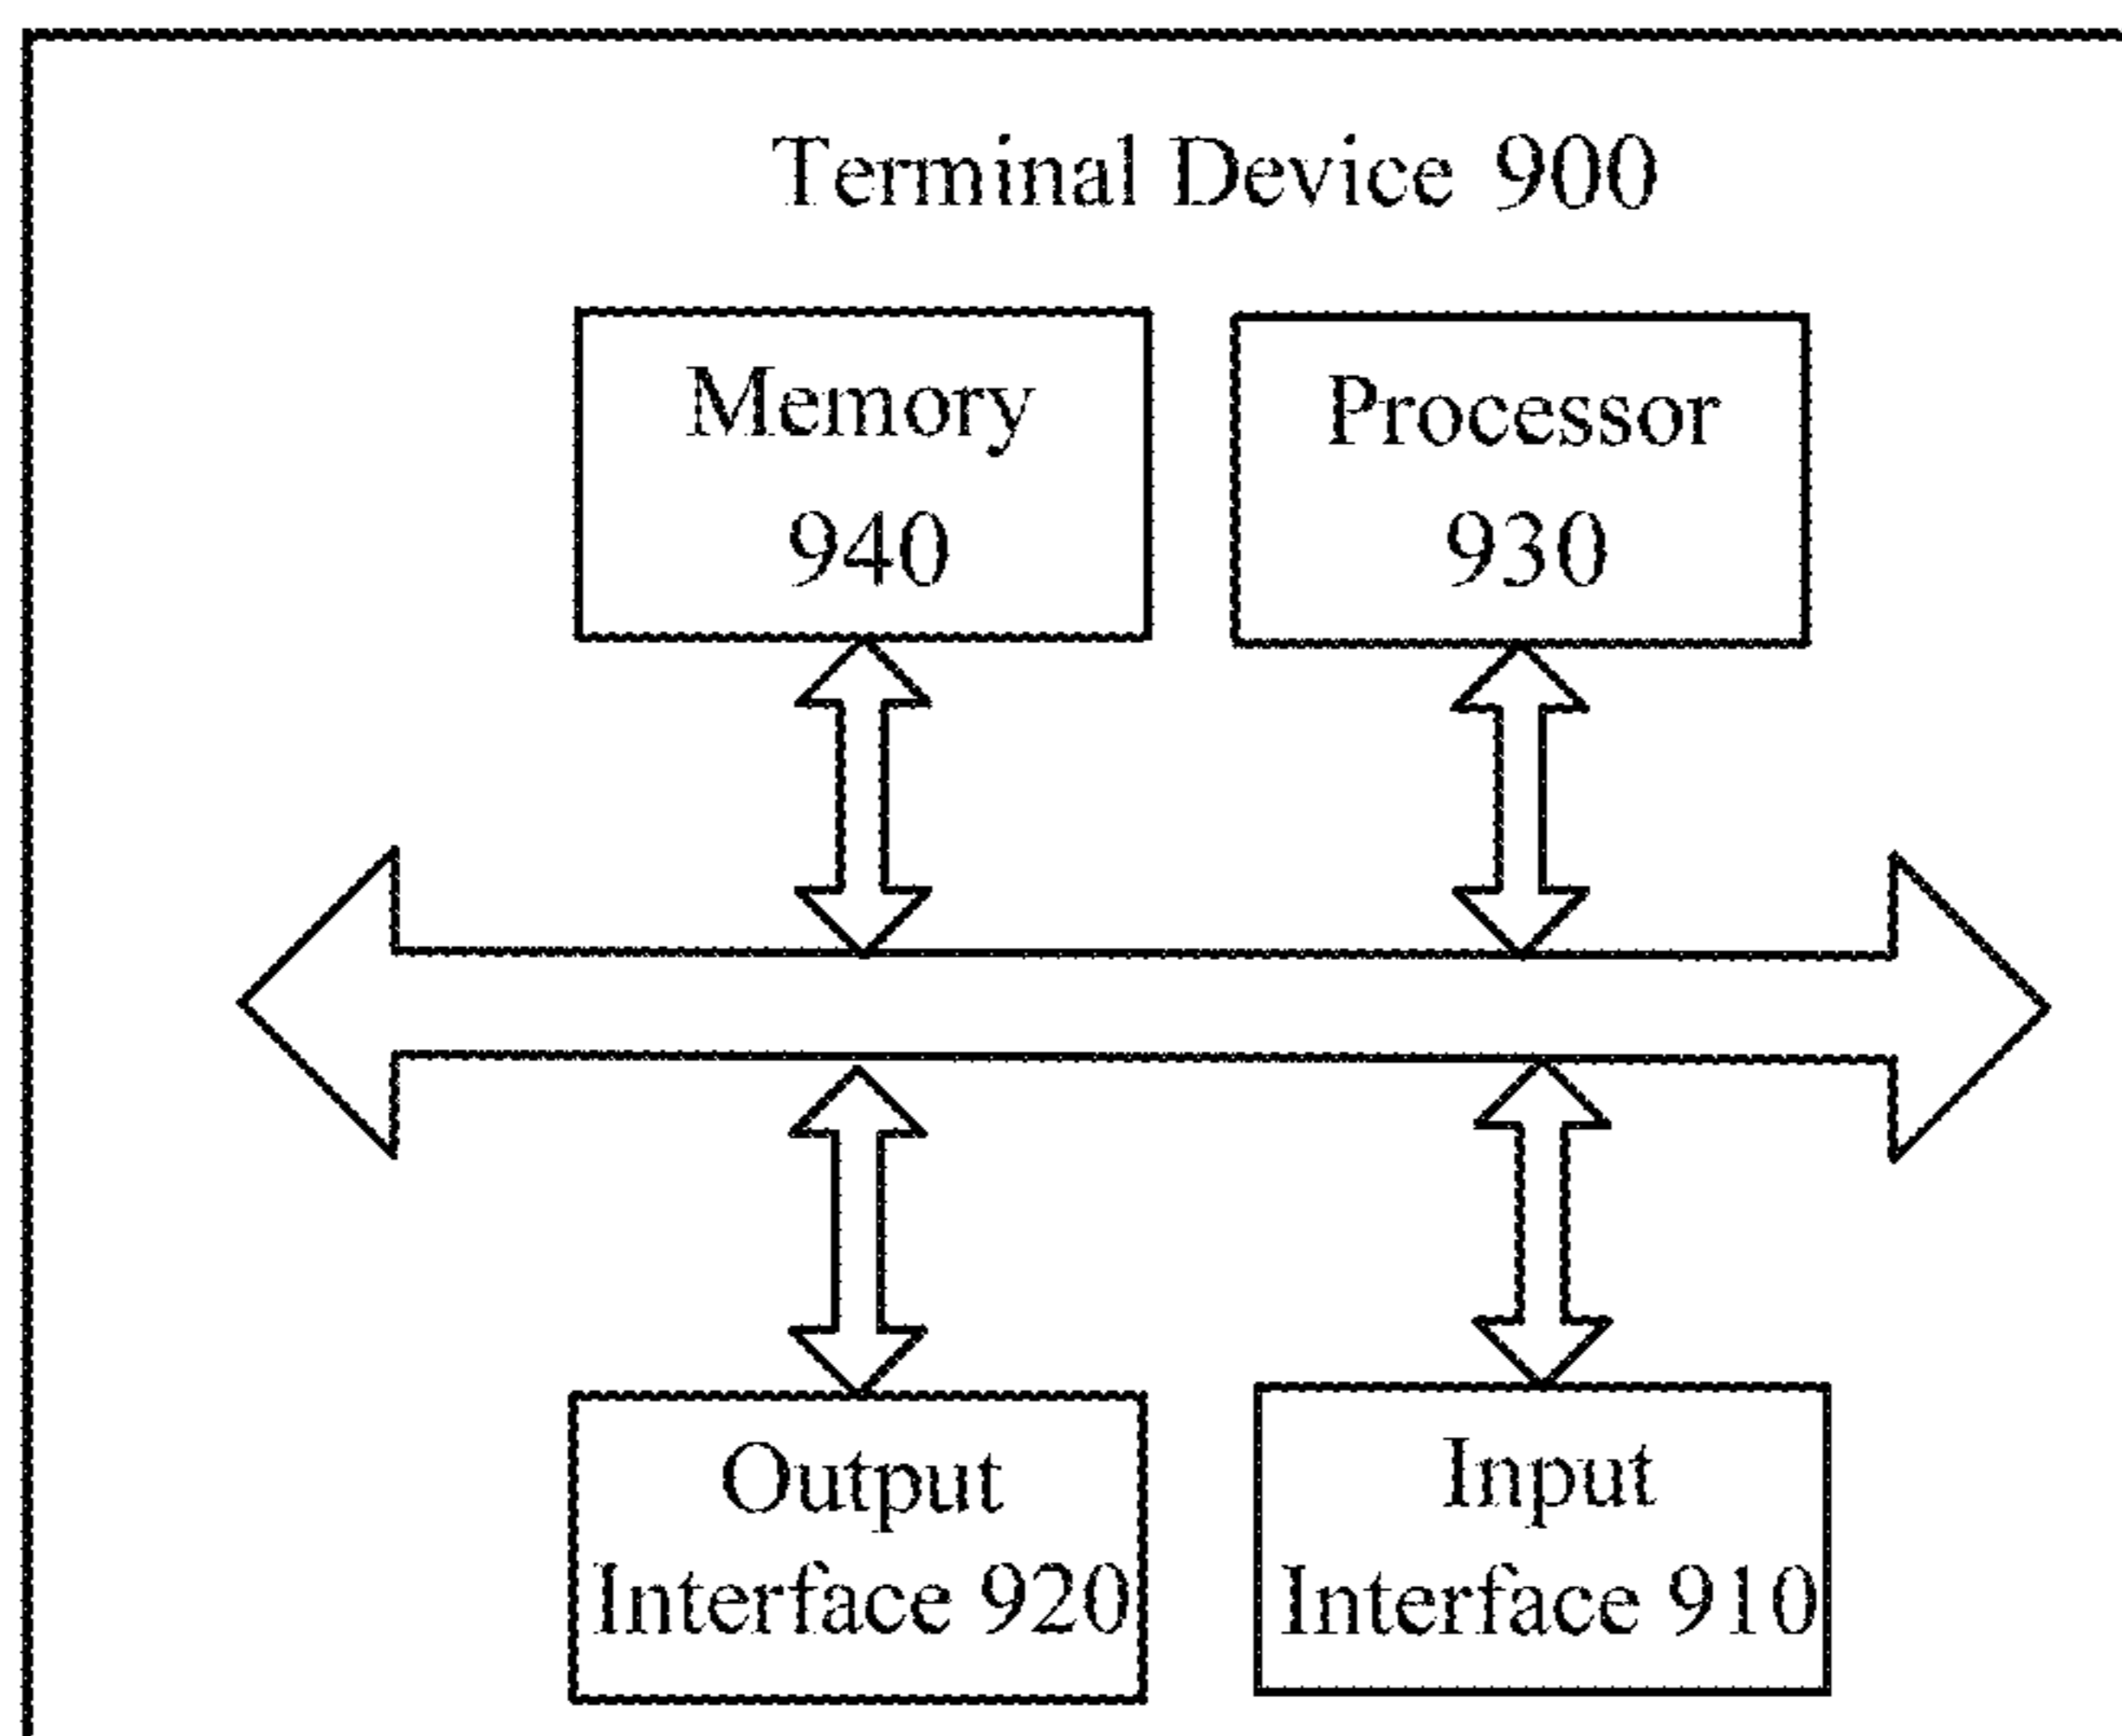 Terminal Device 900
Memory
940
Processor
930
Output
Interface 920
Input
Interface 910